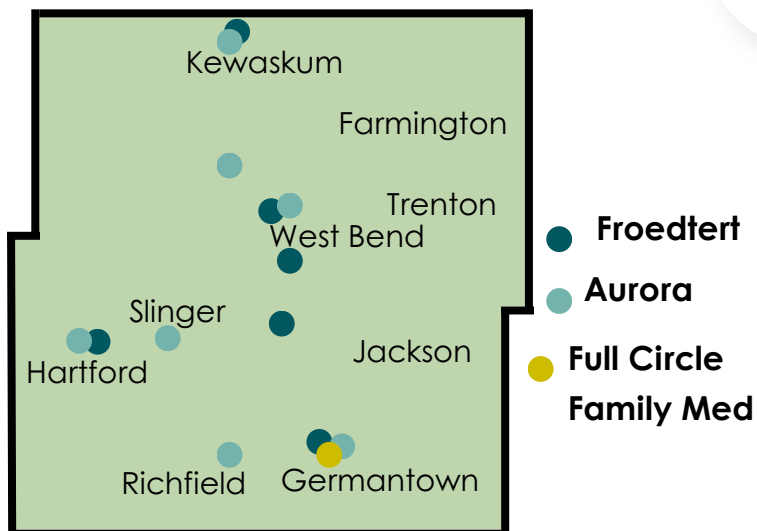 Kewaskum
Farmington
Trenton
West Bend
Slinger
Jackson
Hartford
Richfield
Germantown
Froedtert
Aurora
Full Circle
Family Med